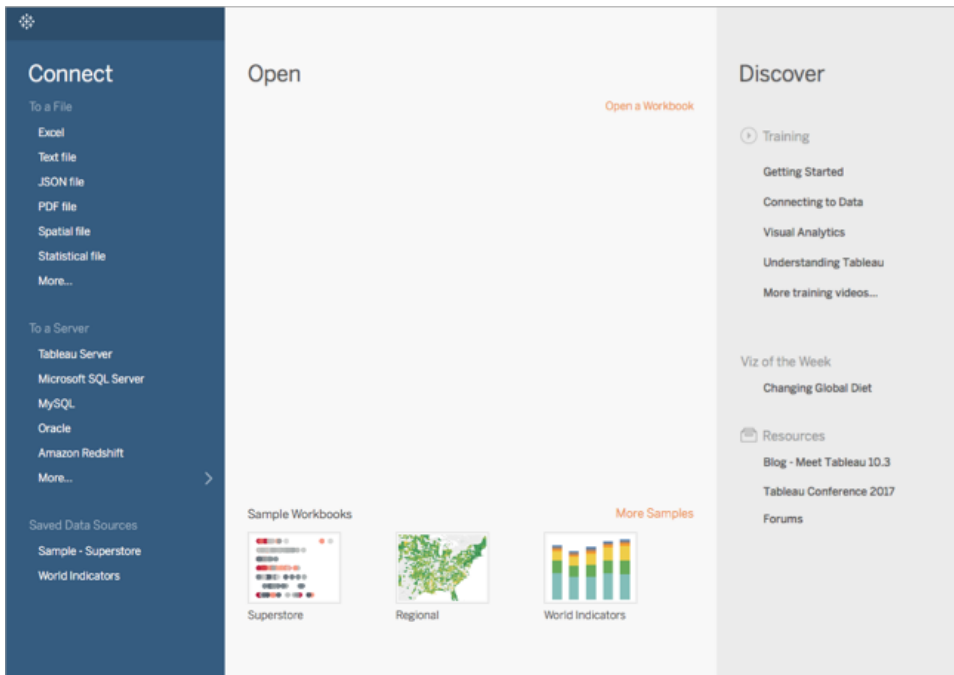 Connect
To a File
Excel
Text file
JSON file
PDF file
Spatial file
Statistical file
More...
To a Server
Tableau Server
Microsoft SQL Server
MySQL
Oracle
Amazon Redshift
More...
Saved Data Sources
Sample - Superstore
World Indicators
Open
Open a Workbook
Sample Workbooks
More Samples
Superstore
Regional
World Indicators
Discover
Training
Getting Started
Connecting to Data
Visual Analytics
Understanding Tableau
More training videos...
Viz of the Week
Changing Global Diet
Resources
Blog - Meet Tableau 10.3
Tableau Conference 2017
Forums